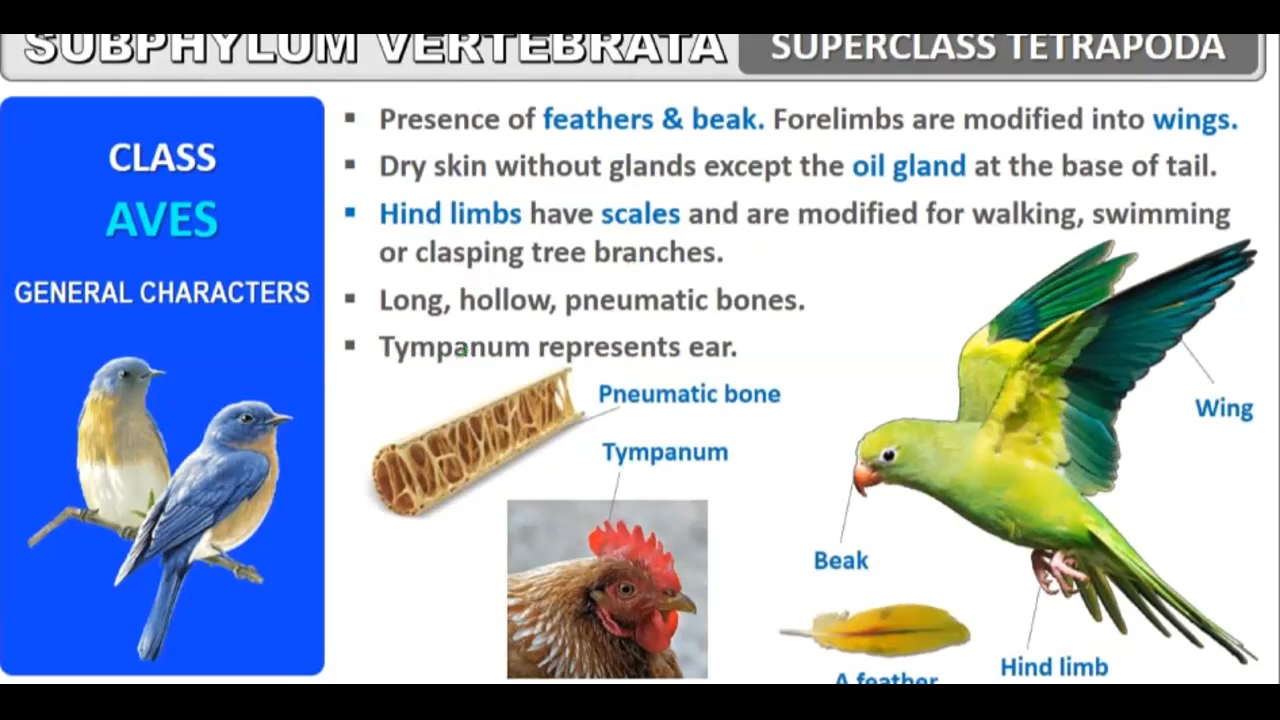 SUBPHYLUM VERTEBRATA
SUPERCLASS TETRAPODA
CLASS
AVES
GENERAL CHARACTERS
▪ Presence of feathers & beak. Forelimbs are modified into wings.
▪ Dry skin without glands except the oil gland at the base of tail.
▪ Hind limbs have scales and are modified for walking, swimming
or clasping tree branches.
▪ Long, hollow, pneumatic bones.
▪ Tympanum represents ear.
Pneumatic bone
Tympanum
Wing
Beak
A feather
Hind limb